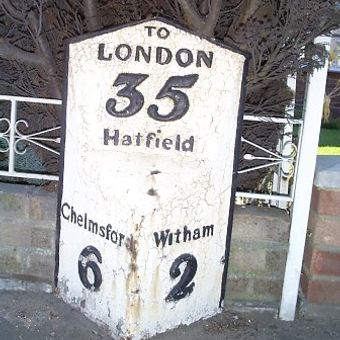 TO
LONDON
35
Hatfield
Chelmsford Witham
6 2